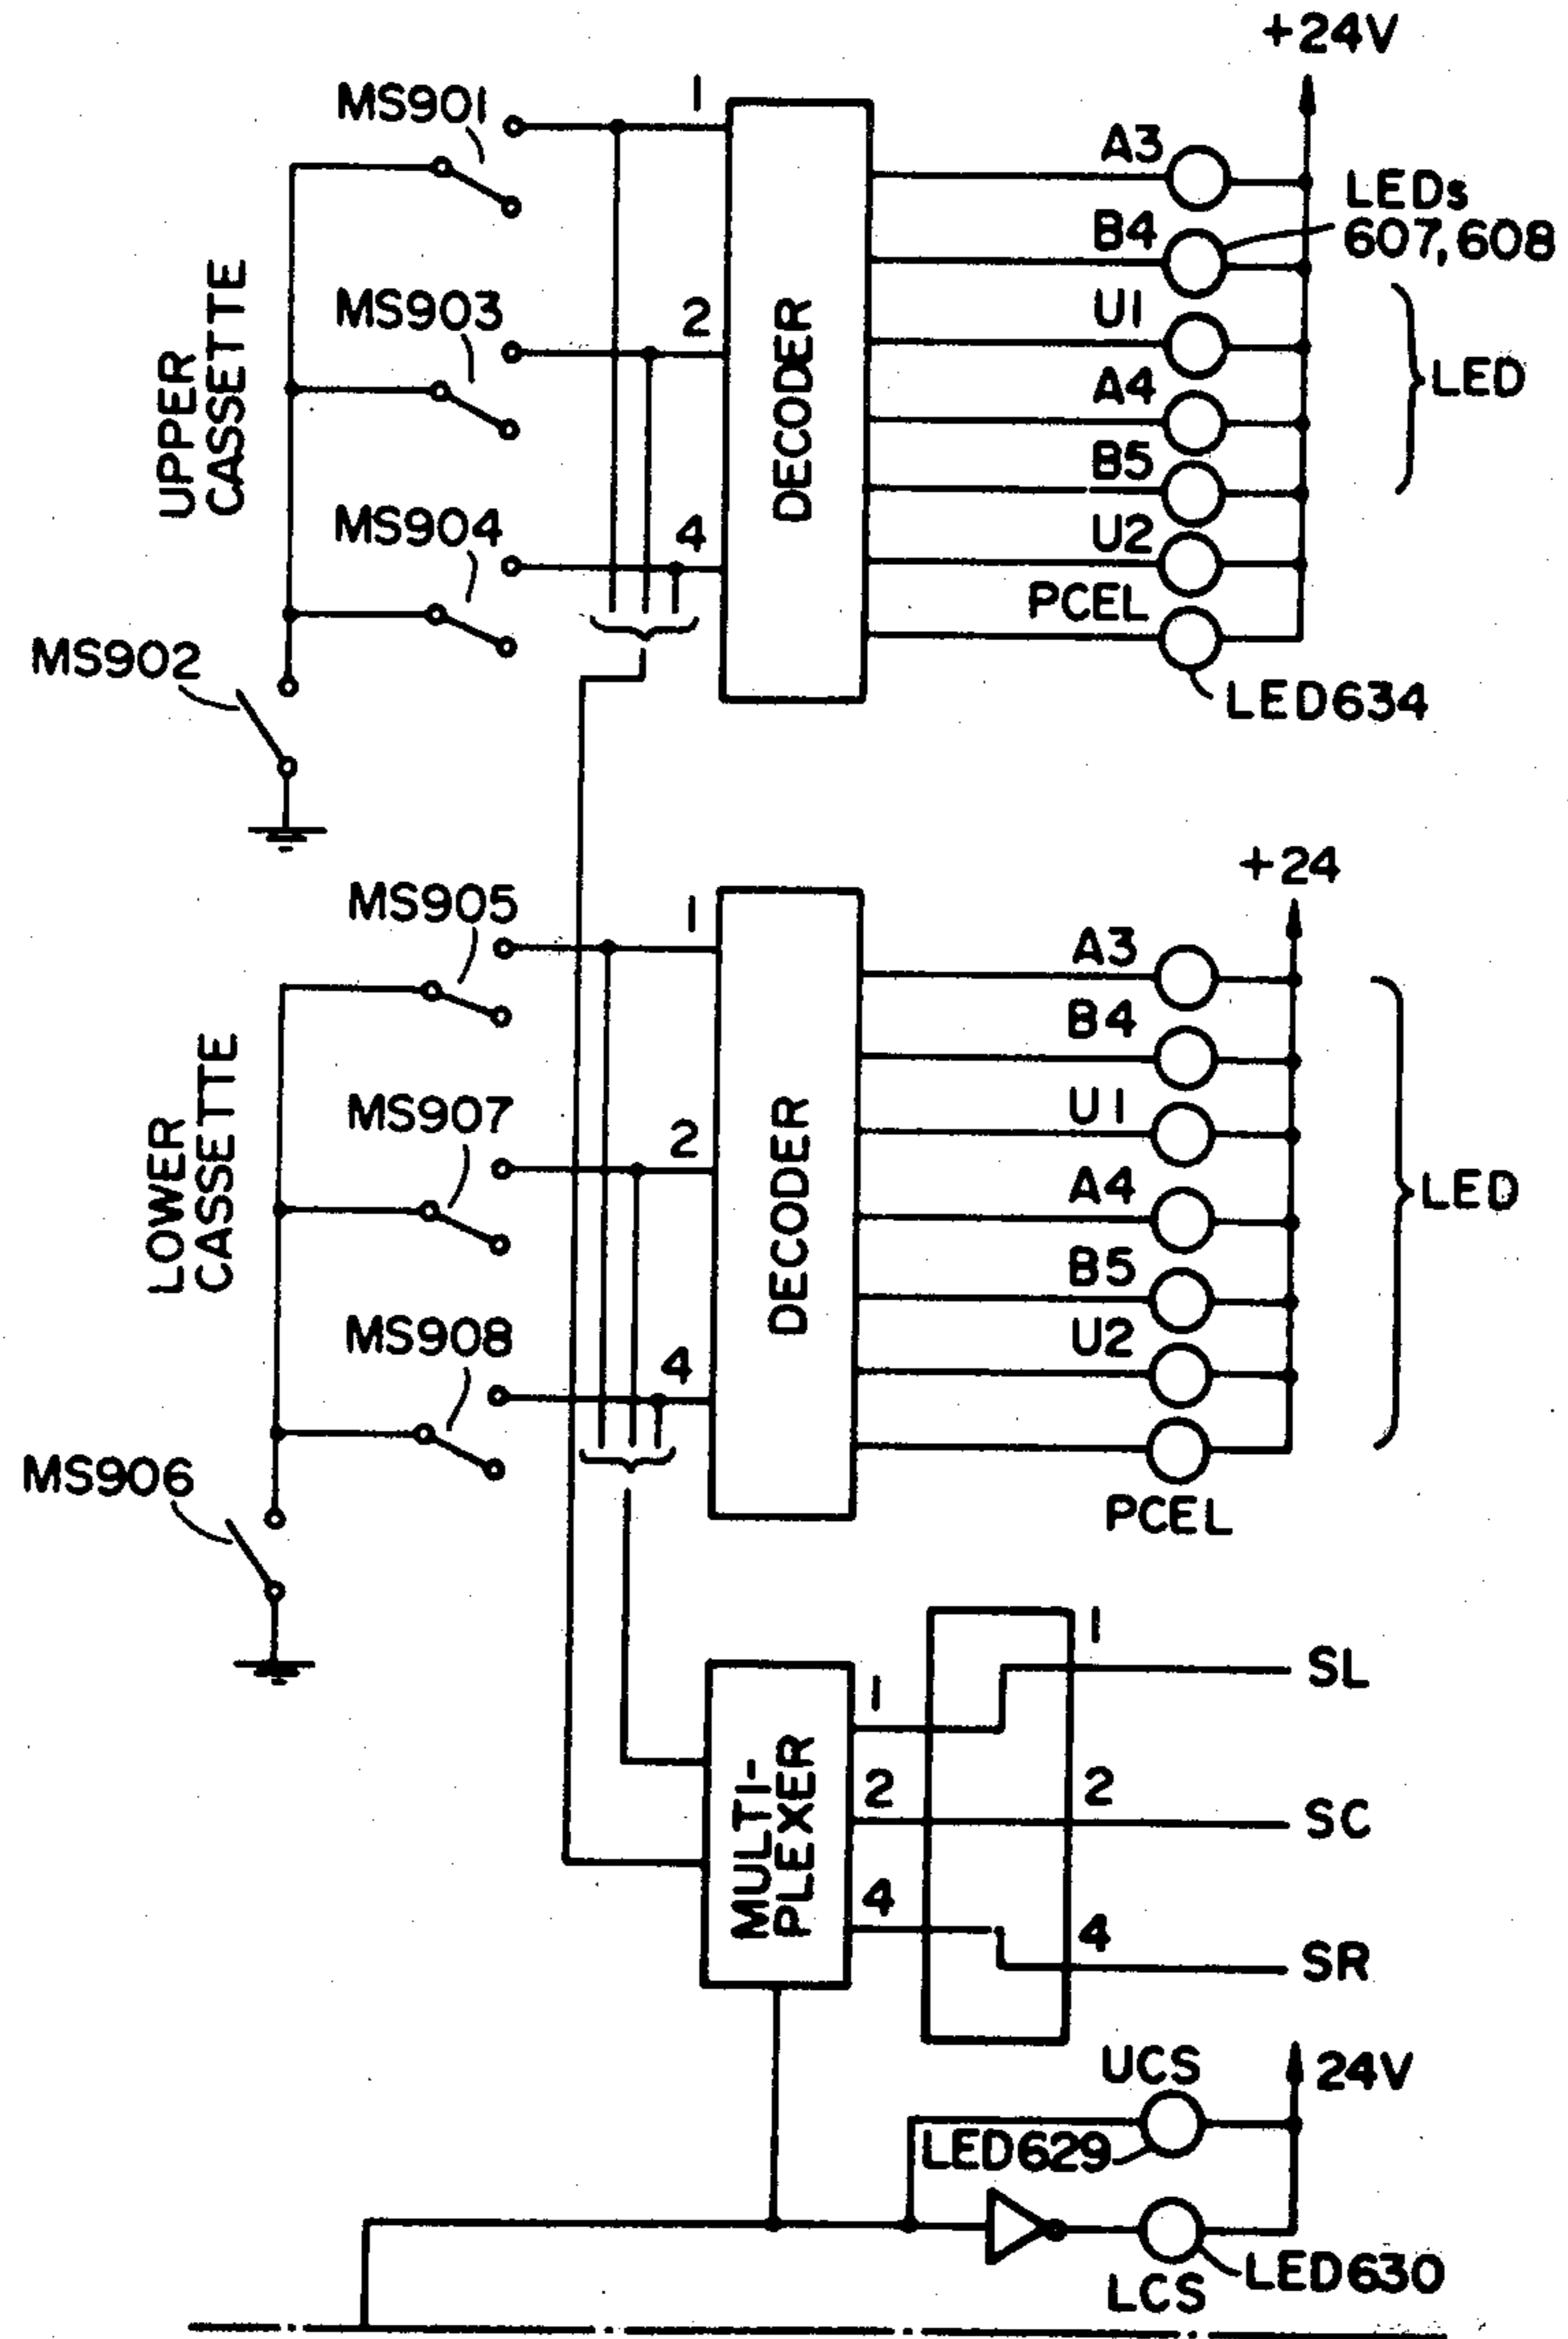 +24V
MS901
1
A3
LEDs
607,608
B4
MS903
2
U1
LED
A4
UPPER
CASSETTE
DECODER
B5
MS904
4
U2
PCEL
MS902
LED634
+24
MS905
1
A3
B4
MS907
2
U1
LED
A4
LOWER
CASSETTE
DECODER
B5
MS908
4
U2
MS906
PCEL
1
SL
1
2
2
SC
MULTI-
PLEXER
4
4
SR
UCS
24V
LED629
LED630
LCS